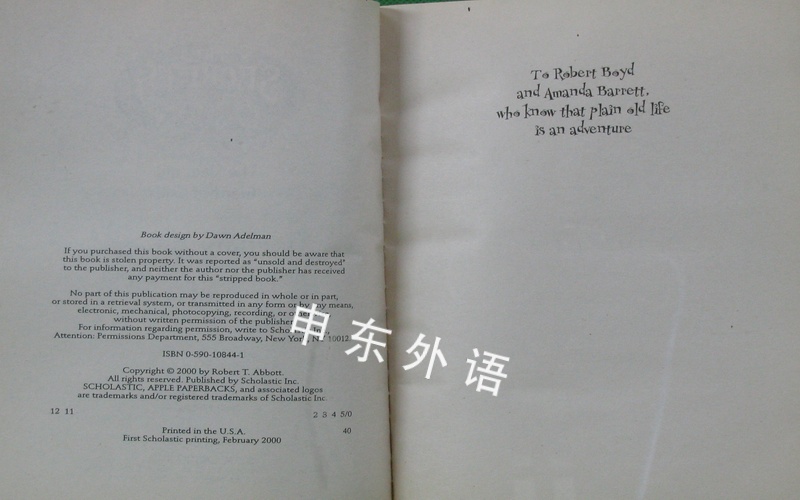 Book design by Dawn Adelman
If you purchased this book without a cover, you should be aware that
this book is stolen property. It was reported as "unsold and destroyed"
to the publisher, and neither the author nor the publisher has received
any payment for this "stripped book."
No part of this publication may be reproduced in whole or in part,
or stored in a retrieval system, or transmitted in any form or by any means,
electronic, mechanical, photocopying, recording, or
without written permission of the publisher
For information regarding permission, write to Scholastic Inc.,
Attention: Permissions Department, 555 Broadway, New York, NY 10012.
ISBN 0-590-10844-1
Copyright © 2000 by Robert T. Abbott.
All rights reserved. Published by Scholastic Inc.
SCHOLASTIC, APPLE PAPERBACKS, and associated logos
are trademarks and/or registered trademarks of Scholastic Inc.
12 11 2 3 4 5/0
Printed in the U.S.A. 40
First Scholastic printing, February 2000
To Robert Boyd
and Amanda Barrett,
who know that plain old life
is an adventure
申东外语